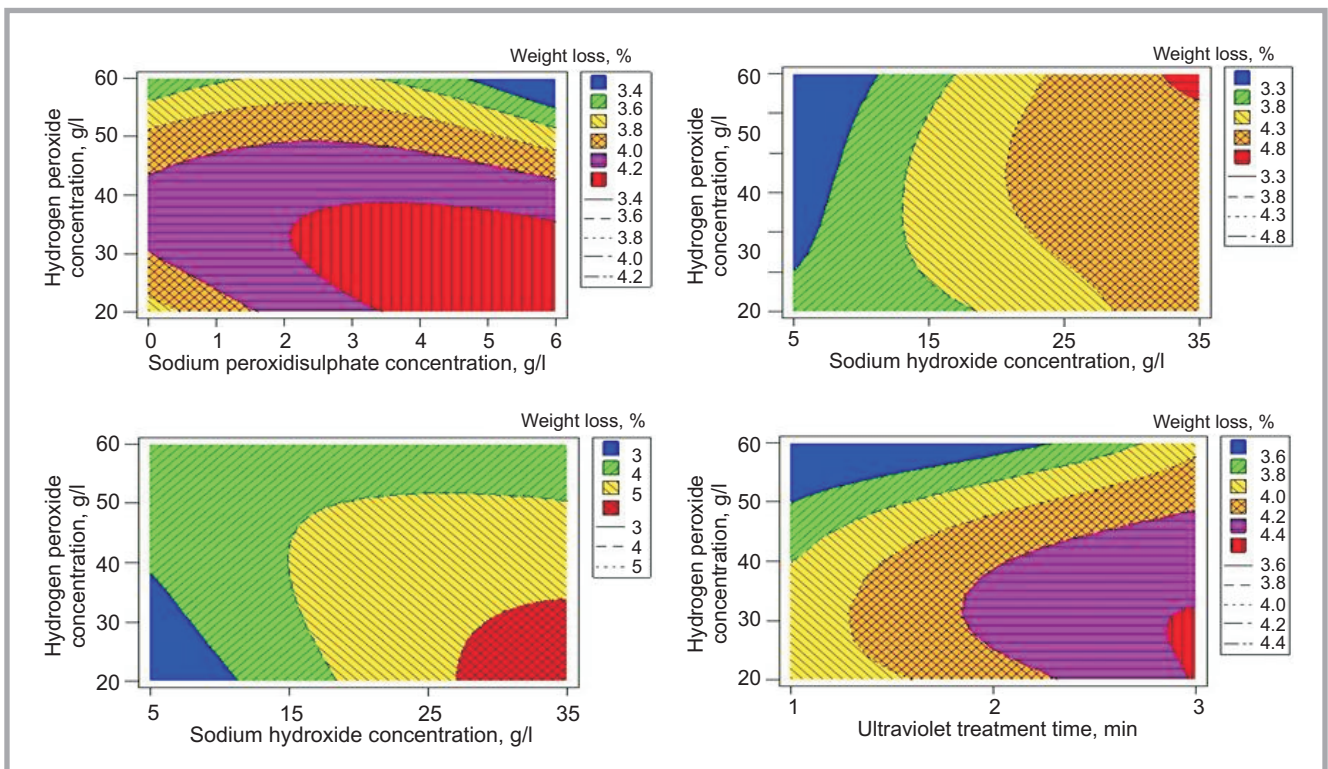 Weight loss, %
Hydrogen peroxide
concentration, g/l
60
50
40
30
20
0 1 2 3 4 5 6
Sodium peroxidisulphate concentration, g/l
3.4
3.6
3.8
4.0
4.2
3.4
3.6
3.8
4.0
4.2
Weight loss, %
Hydrogen peroxide
concentration, g/l
60
50
40
30
20
5 15 25 35
Sodium hydroxide concentration, g/l
3.3
3.8
4.3
4.8
3.3
3.8
4.3
4.8
Weight loss, %
Hydrogen peroxide
concentration, g/l
60
50
40
30
20
5 15 25 35
Sodium hydroxide concentration, g/l
3
4
5
3
4
5
Weight loss, %
Hydrogen peroxide
concentration, g/l
60
50
40
30
20
1 2 3
Ultraviolet treatment time, min
3.6
3.8
4.0
4.2
4.4
3.6
3.8
4.0
4.2
4.4